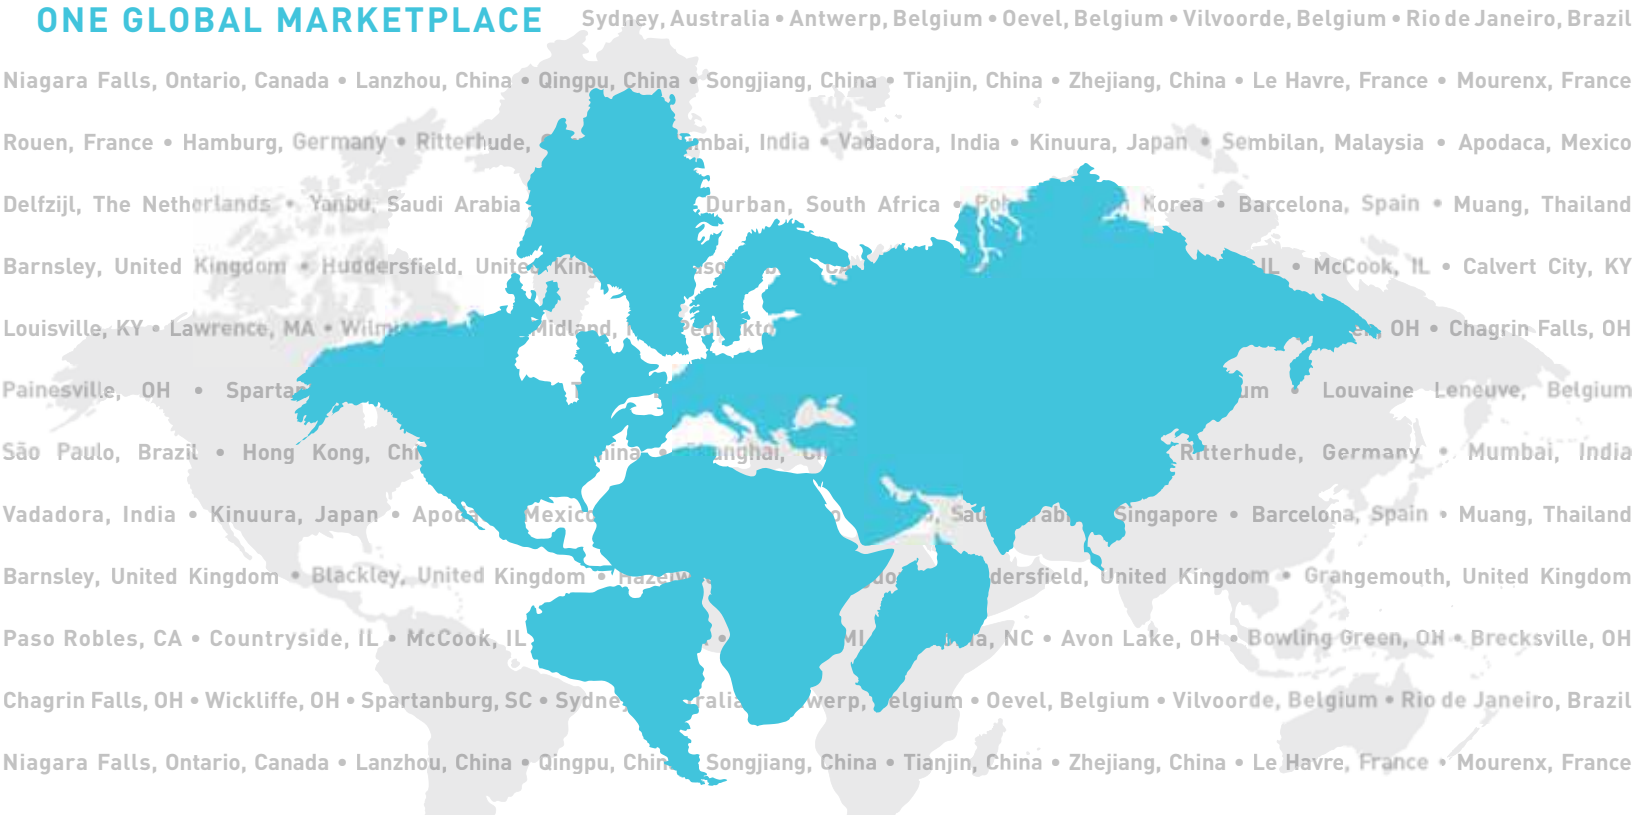 ONE GLOBAL MARKETPLACE Sydney, Australia • Antwerp, Belgium • Oevel, Belgium • Vilvoorde, Belgium • Rio de Janeiro, Brazil
Niagara Falls, Ontario, Canada • Lanzhou, China • Qingpu, China • Songjiang, China • Tianjin, China • Zhejiang, China • Le Havre, France • Mourenx, France
Rouen, France • Hamburg, Germany • Ritterhude, India • Vadadora, India • Kinuura, Japan • Sembilan, Malaysia • Apodaca, Mexico
Delfzijl, The Netherlands • Yanbu, Saudi Arabia Durban, South Africa • Korea • Barcelona, Spain • Muang, Thailand
Barnsley, United Kingdom • Huddersfield, United IL • McCook, IL • Calvert City, KY
Louisville, KY • Lawrence, MA • Midland, OH • Chagrin Falls, OH
Painesville, OH • • Louvaine Leneuve, Belgium
São Paulo, Brazil • Hong Kong, • Ritterhude, Germany • Mumbai, India
Vadadora, India • Kinuura, Japan • Mexico Singapore • Barcelona, Spain • Muang, Thailand
Barnsley, United Kingdom • Blackley, United Kingdom • United Kingdom • Grangemouth, United Kingdom
Paso Robles, CA • Countryside, IL • McCook, IL • NC • Avon Lake, OH • Bowling Green, OH • Brecksville, OH
Chagrin Falls, OH • Wickliffe, OH • Spartanburg, SC • Belgium • Oevel, Belgium • Vilvoorde, Belgium • Rio de Janeiro, Brazil
Niagara Falls, Ontario, Canada • Lanzhou, China • Qingpu, Songjiang, China • Tianjin, China • Zhejiang, China • Le Havre, France • Mourenx, France